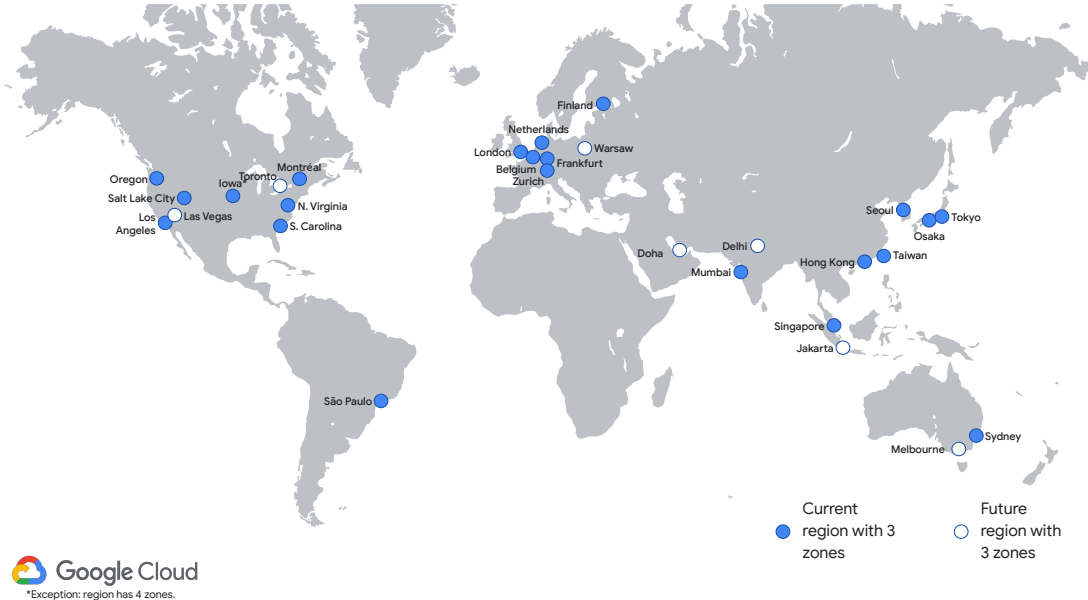 Finland
Netherlands
London
Warsaw
Frankfurt
Belgium
Zurich
Montréal
Toronto
Oregon
Iowa*
Salt Lake City
N. Virginia
Los
Angeles
Las Vegas
S. Carolina
Seoul
Tokyo
Osaka
Doha
Delhi
Taiwan
Hong Kong
Mumbai
Singapore
Jakarta
São Paulo
Sydney
Melbourne
Current
region with 3
zones
Future
region with
3 zones
Google Cloud
*Exception: region has 4 zones.